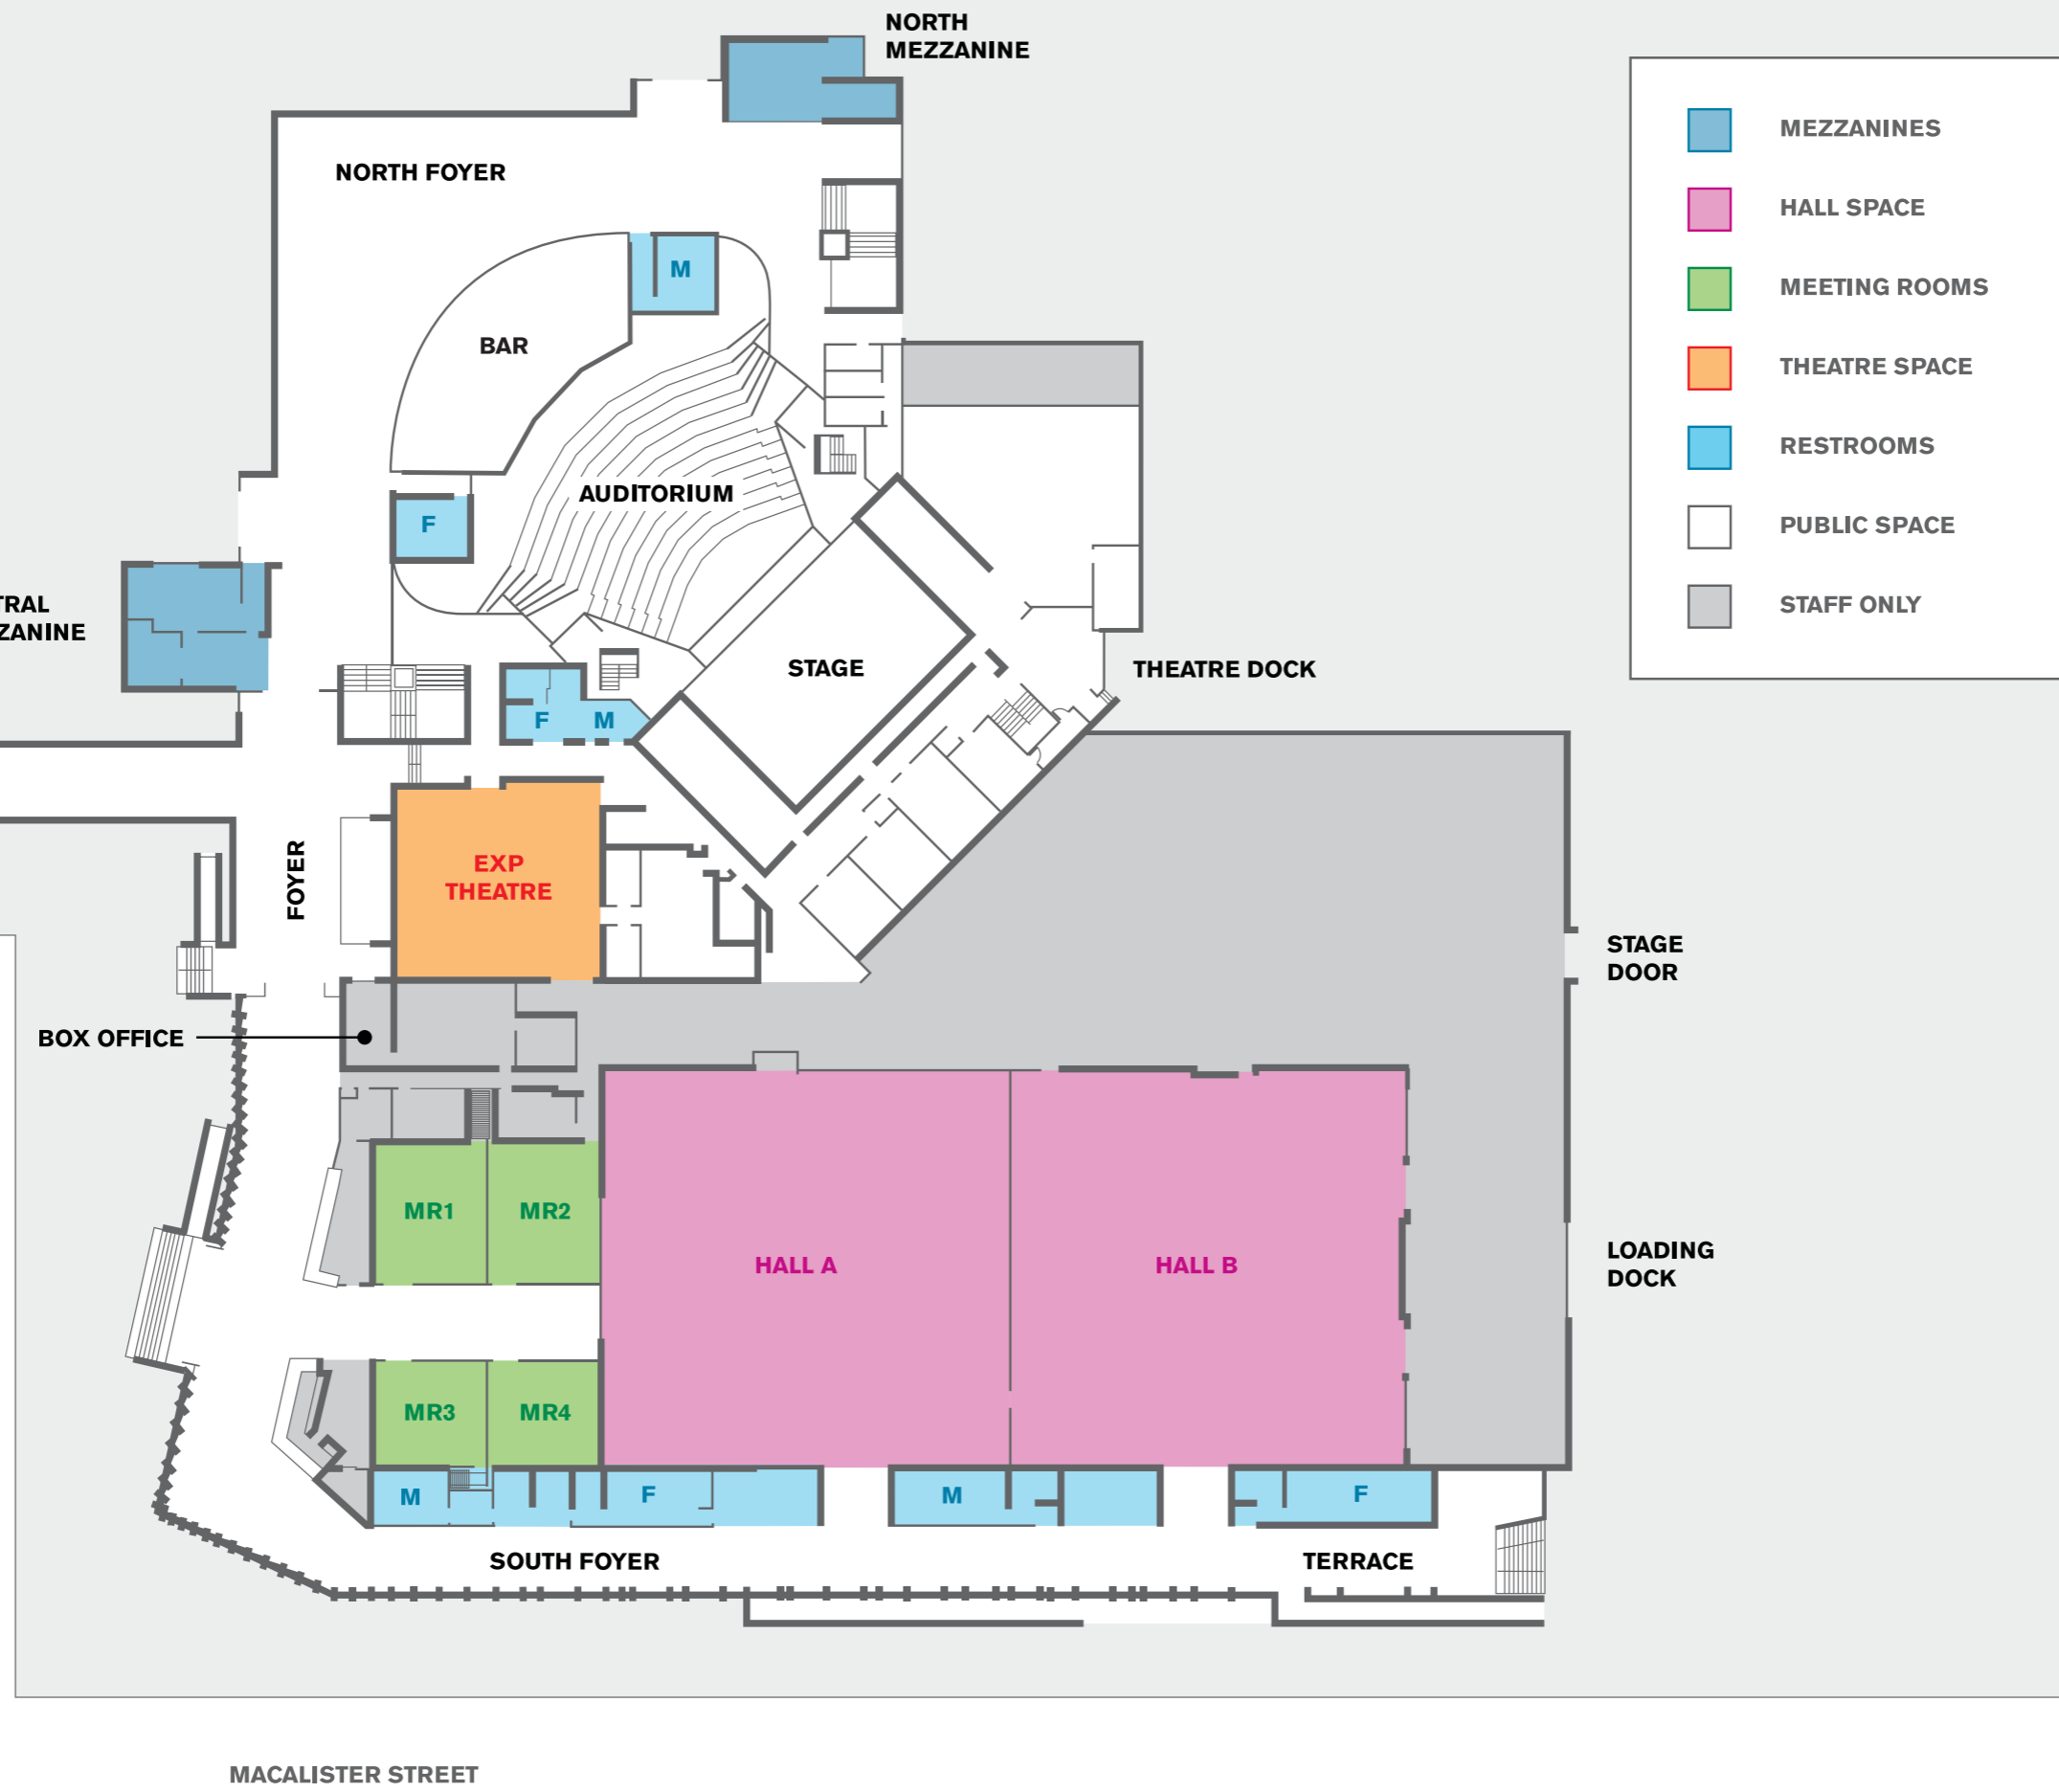 NORTH
MEZZANINE
NORTH FOYER
M
BAR
AUDITORIUM
F
TRAL
ZANINE
STAGE
THEATRE DOCK
F
M
EXP
THEATRE
FOYER
STAGE
DOOR
BOX OFFICE
MR1
MR2
HALL A
HALL B
LOADING
DOCK
MR3
MR4
M
F
M
F
SOUTH FOYER
TERRACE
MACALISTER STREET
MEZZANINES
HALL SPACE
MEETING ROOMS
THEATRE SPACE
RESTROOMS
PUBLIC SPACE
STAFF ONLY